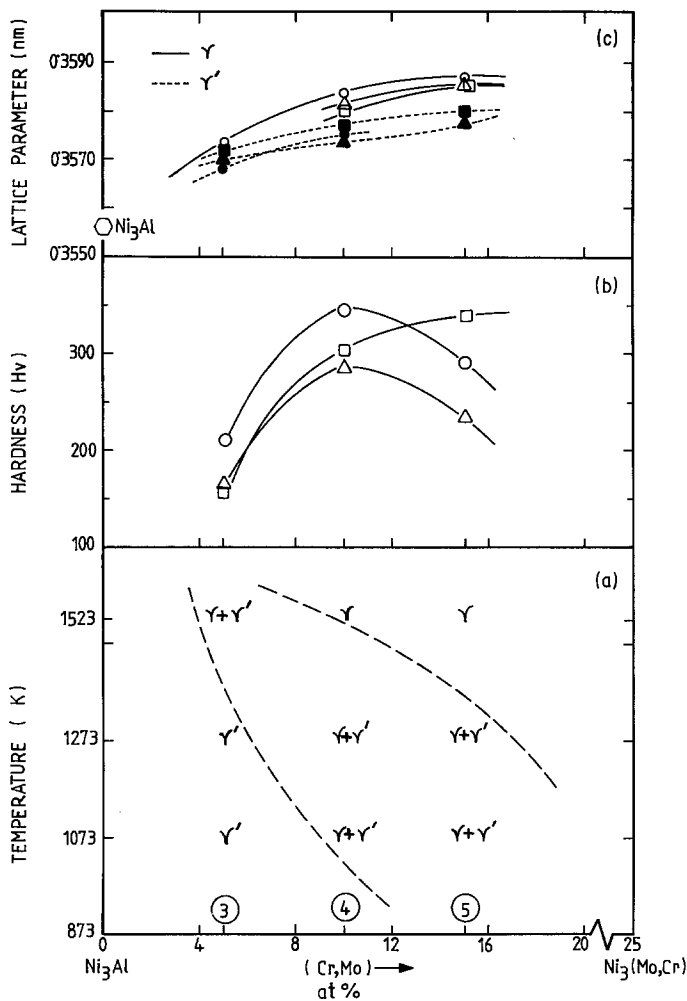 (c)
γ
γ'
LATTICE PARAMETER (nm)
0·3590
0·3570
Ni3Al
0·3550
(b)
HARDNESS (Hv)
300
200
100
(a)
TEMPERATURE ( K)
1523
1273
1073
873
γ+γ' γ γ
γ' γ+γ' γ+γ'
γ' γ+γ' γ+γ'
3 4 5
0 4 8 12 16 20 25
Ni3Al (Cr,Mo) → Ni3(Mo,Cr)
at %